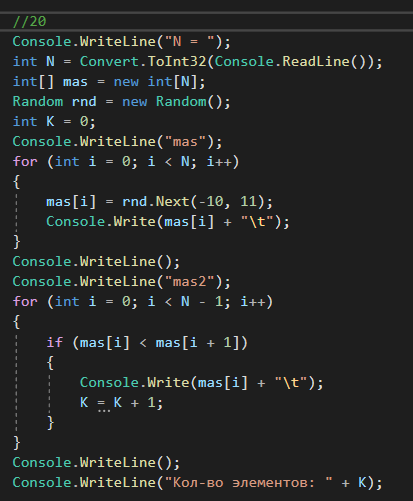 //20
Console.WriteLine("N = ");
int N = Convert.ToInt32(Console.ReadLine());
int[] mas = new int[N];
Random rnd = new Random();
int K = 0;
Console.WriteLine("mas");
for (int i = 0; i < N; i++)
{
    mas[i] = rnd.Next(-10, 11);
    Console.Write(mas[i] + "\t");
}
Console.WriteLine();
Console.WriteLine("mas2");
for (int i = 0; i < N - 1; i++)
{
    if (mas[i] < mas[i + 1])
    {
        Console.Write(mas[i] + "\t");
        K = K + 1;
    }
}
Console.WriteLine();
Console.WriteLine("Кол-во элементов: " + K);